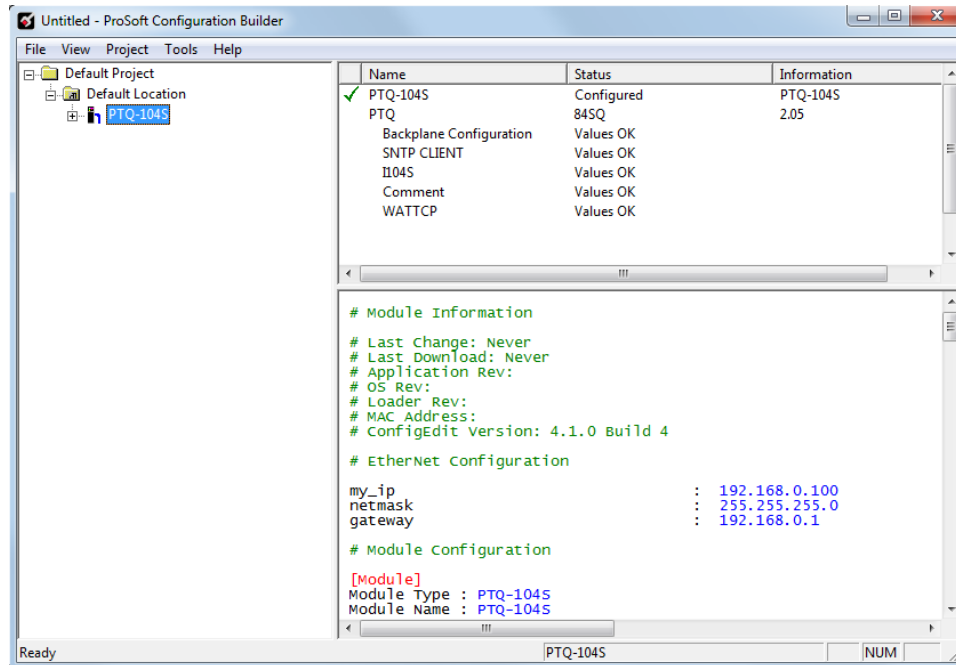 Untitled - ProSoft Configuration Builder
File View Project Tools Help
Default Project
Default Location
PTQ-104S
Name Status Information
PTQ-104S Configured PTQ-104S
PTQ 84SQ 2.05
Backplane Configuration Values OK
SNTP CLIENT Values OK
I104S Values OK
Comment Values OK
WATTCP Values OK
# Module Information
# Last Change: Never
# Last Download: Never
# Application Rev:
# OS Rev:
# Loader Rev:
# MAC Address:
# ConfigEdit Version: 4.1.0 Build 4
# EtherNet Configuration
my_ip : 192.168.0.100
netmask : 255.255.255.0
gateway : 192.168.0.1
# Module Configuration
[Module]
Module Type : PTQ-104S
Module Name : PTQ-104S
Ready PTQ-104S NUM